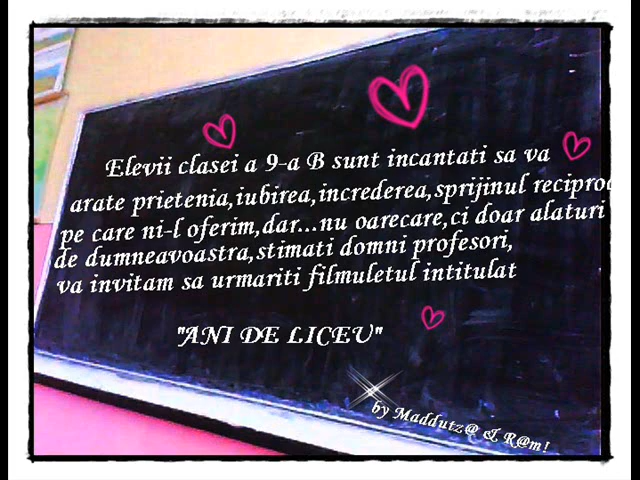 Elevii clasei a 9-a B sunt incantati sa va
arate prietenia,iubirea,increderea,sprijinul reciproc
pe care ni-l oferim,dar...nu oarecare,ci doar alaturi
de dumneavoastra,stimati domni profesori,
va invitam sa urmariti filmuletul intitulat
"ANI DE LICEU"
by Maddutz@ & R@m!